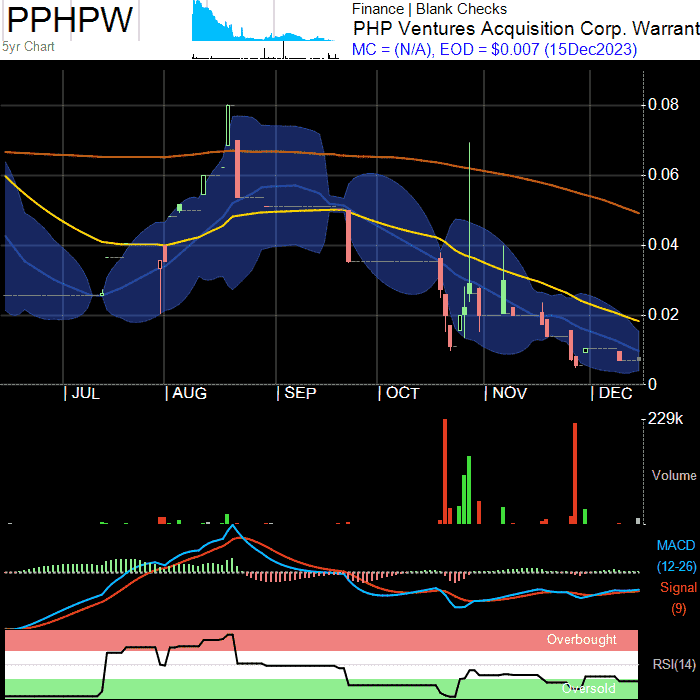 PPHPW
5yr Chart
Finance | Blank Checks
PHP Ventures Acquisition Corp. Warrant
MC = (N/A), EOD = $0.007 (15Dec2023)
0.08
0.06
0.04
0.02
0
JUL AUG SEP OCT NOV DEC
229k
Volume
MACD
(12-26)
Signal
(9)
Overbought
RSI(14)
Oversold